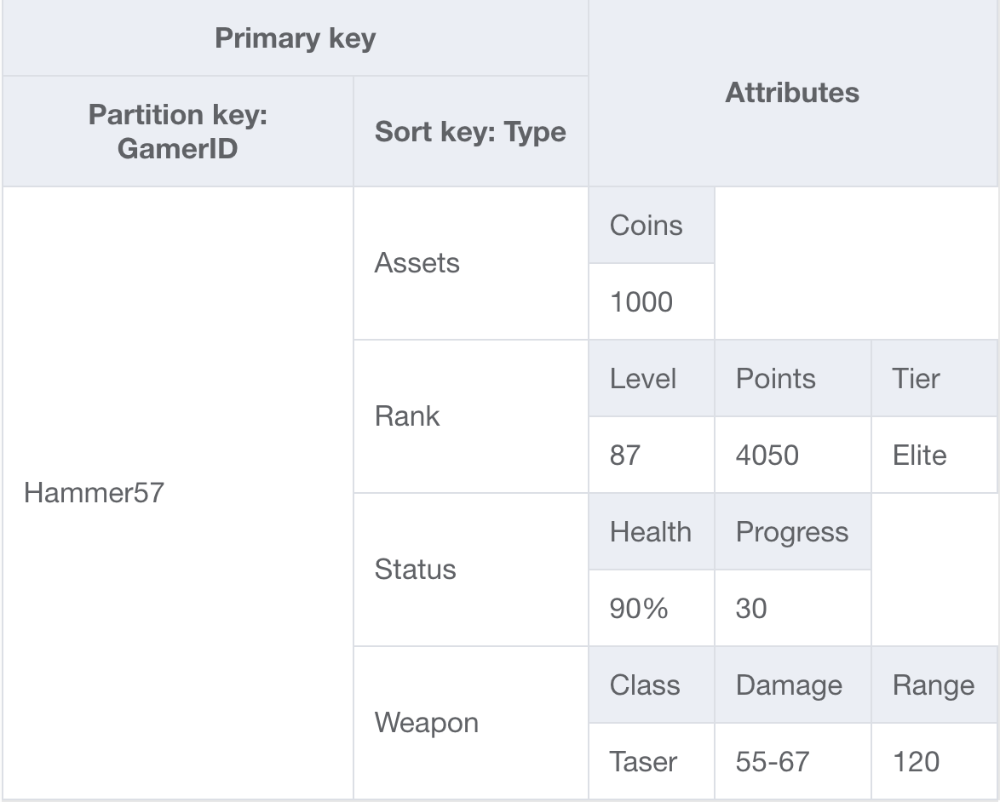 Primary key
Attributes
Partition key:
GamerID
Sort key: Type
Hammer57
Assets
Coins
1000
Rank
Level Points Tier
87 4050 Elite
Status
Health Progress
90% 30
Weapon
Class Damage Range
Taser 55-67 120